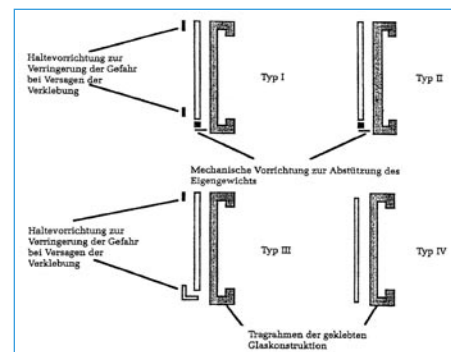 Haltevorrichtung zur
Verringerung der Gefahr
bei Versagen der
Verklebung
Typ I
Typ II
Mechanische Vorrichtung zur Abstützung des
Eigengewichts
Haltevorrichtung zur
Verringerung der Gefahr
bei Versagen der
Verklebung
Typ III
Typ IV
Tragrahmen der geklebten
Glaskonstruktion